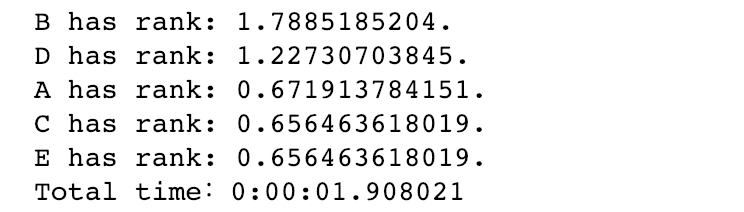 B has rank: 1.7885185204.
D has rank: 1.22730703845.
A has rank: 0.671913784151.
C has rank: 0.656463618019.
E has rank: 0.656463618019.
Total time: 0:00:01.908021